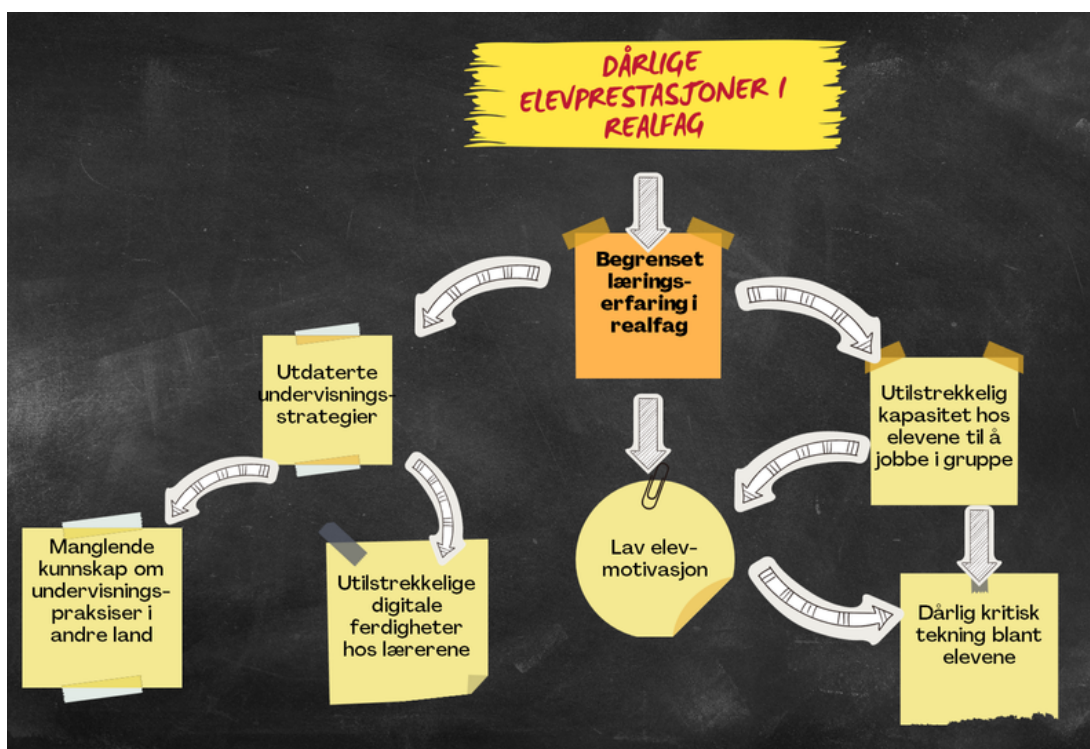 DÅRLIGE
ELEVPRESTASJONER I
REALFAG
Begrenset
lærings-
erfaring i
realfag
Utdaterte
undervisnings-
strategier
Utilstrekkelig
kapasitet hos
elevene til å
jobbe i gruppe
Manglende
kunnskap om
undervisnings-
praksiser i
andre land
Utilstrekkelige
digitale
ferdigheter
hos lærerene
Lav elev-
motivasjon
Dårlig kritisk
tekning blant
elevene